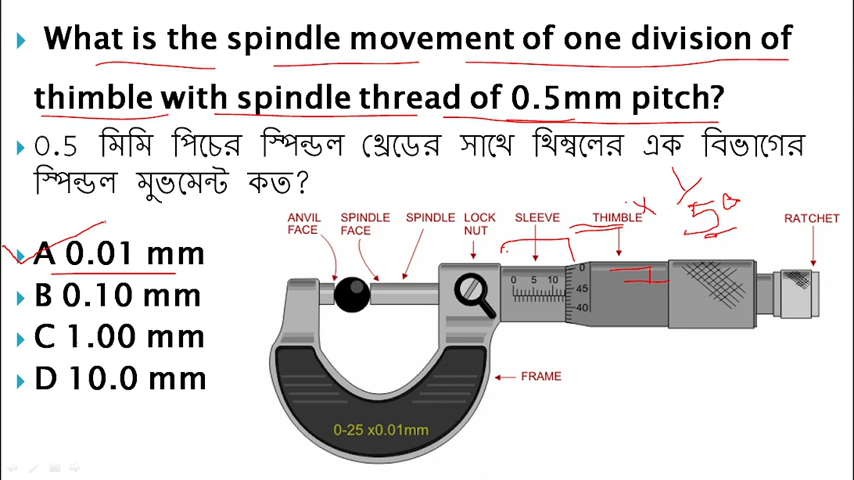 What is the spindle movement of one division of
thimble with spindle thread of 0.5mm pitch?
0.5 মিমি পিচের স্পিন্ডল থ্রেডের সাথে থিম্বলের এক বিভাগের
স্পিন্ডল মুভমেন্ট কত?
A 0.01 mm
B 0.10 mm
C 1.00 mm
D 10.0 mm
ANVIL FACE
SPINDLE FACE
SPINDLE
LOCK NUT
SLEEVE
THIMBLE
RATCHET
0 5 10
0
45
40
FRAME
0-25 x0.01mm